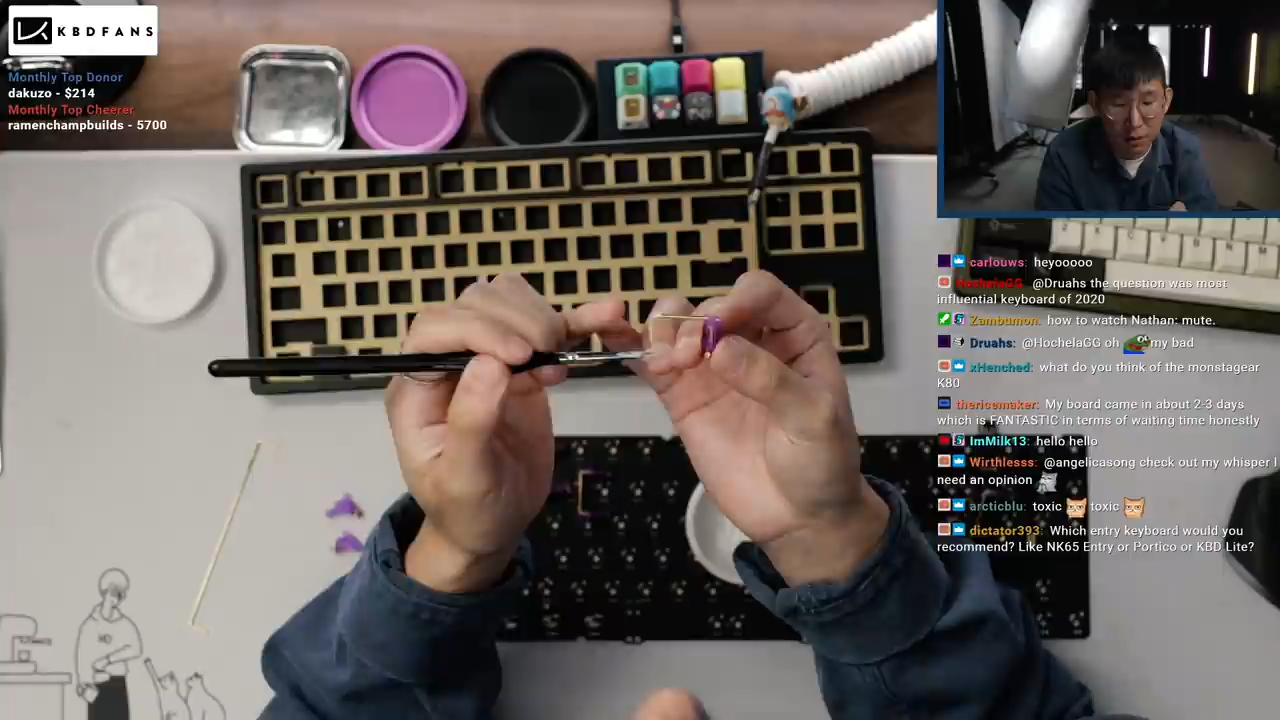 KBDFANS
Monthly Top Donor
dakuzo - $214
Monthly Top Cheerer
ramenchampbuilds - 5700
carlouws: heyooooo
HochelaGG: @Druahs the question was most
influential keyboard of 2020
Zambumon: how to watch Nathan: mute.
Druahs: @HochelaGG oh my bad
xHenched: what do you think of the monstagear
K80
thericemaker: My board came in about 2-3 days
which is FANTASTIC in terms of waiting time honestly
ImMilk13: hello hello
Wirthlesss: @angelicasong check out my whisper I
need an opinion
arcticblu: toxic toxic
dictator393: Which entry keyboard would you
recommend? Like NK65 Entry or Portico or KBD Lite?